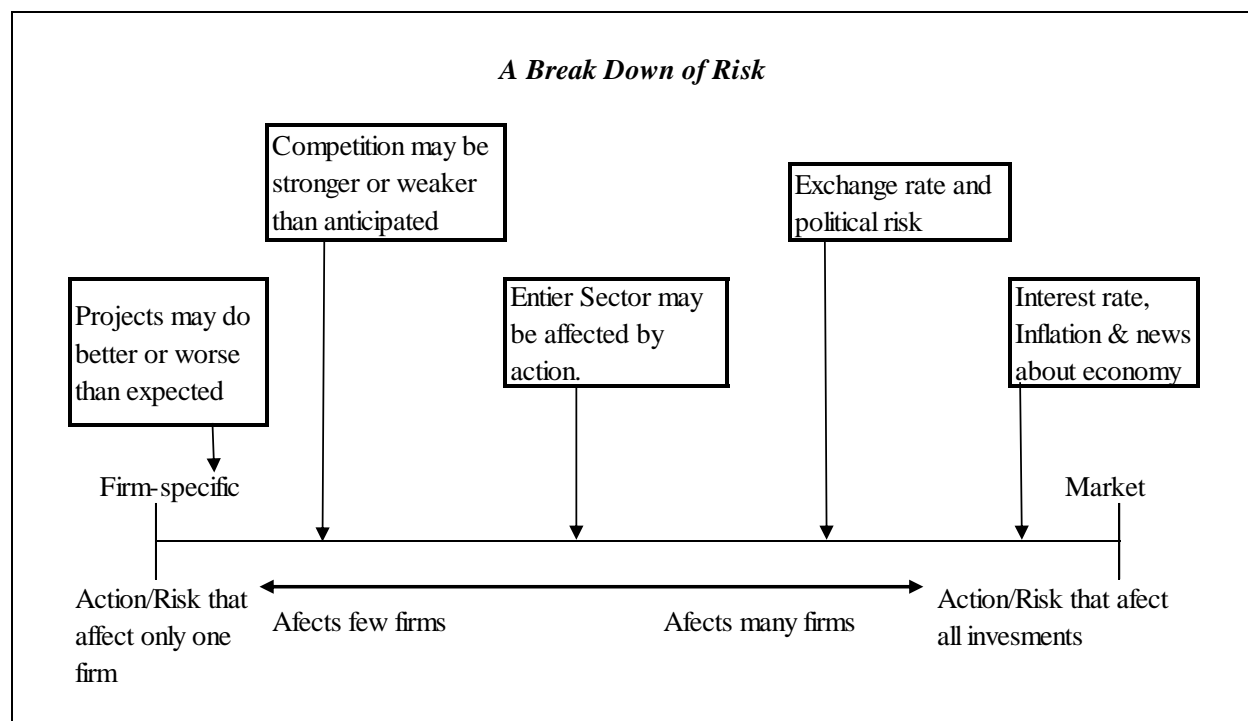 A Break Down of Risk
Competition may be
stronger or weaker
than anticipated
Exchange rate and
political risk
Projects may do
better or worse
than expected
Entier Sector may
be affected by
action.
Interest rate,
Inflation & news
about economy
Firm-specific
Market
Action/Risk that
affect only one
firm
Afects few firms
Afects many firms
Action/Risk that afect
all invesments